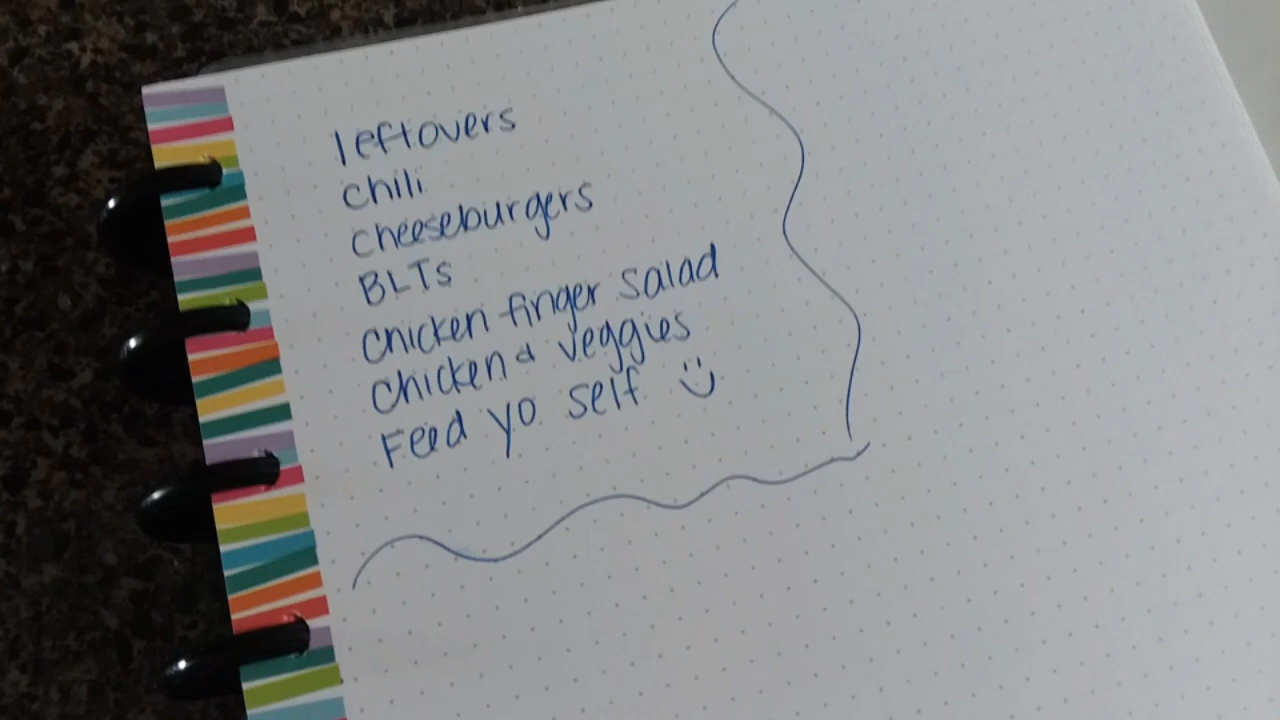 leftovers
chili
cheeseburgers
BLTs
chicken finger salad
chicken & veggies
Feed yo self